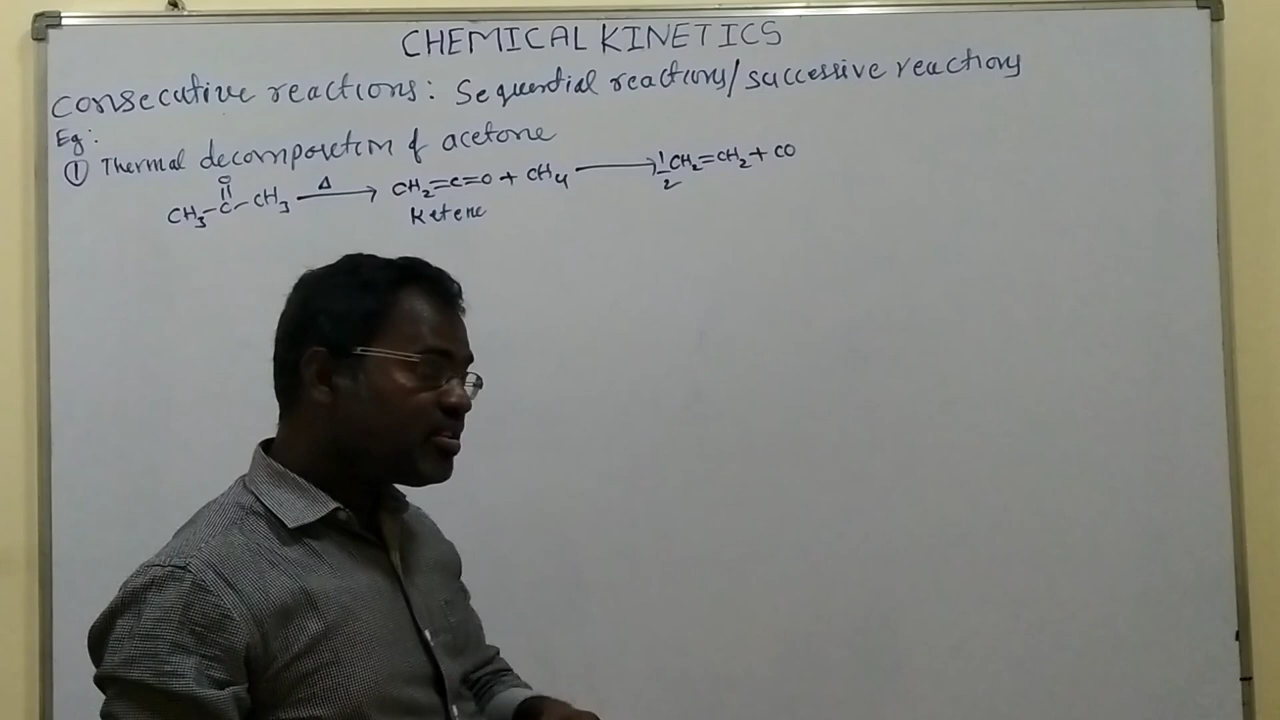 CHEMICAL KINETICS
Consecutive reactions: Sequential reactions/successive reactions
Eg:
① Thermal decomposition of acetone
O
CH3-C-CH3 Δ→ CH2=C=O + CH4 → 1/2 CH2=CH2 + CO
Ketene